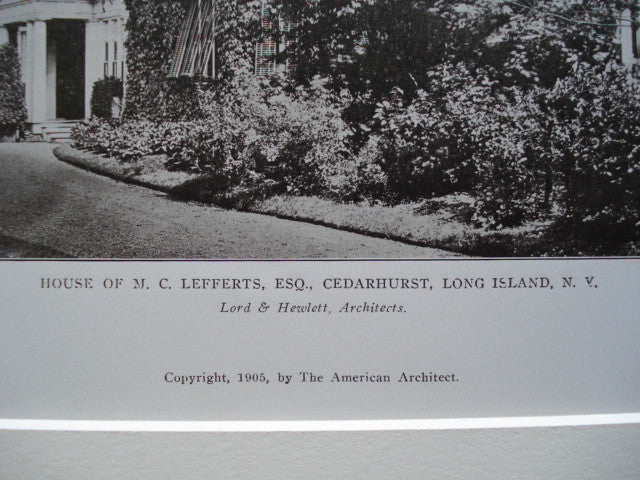 HOUSE OF M. C. LEFFERTS, ESQ., CEDARHURST, LONG ISLAND, N. Y.
Lord & Hewlett, Architects.
Copyright, 1905, by The American Architect.